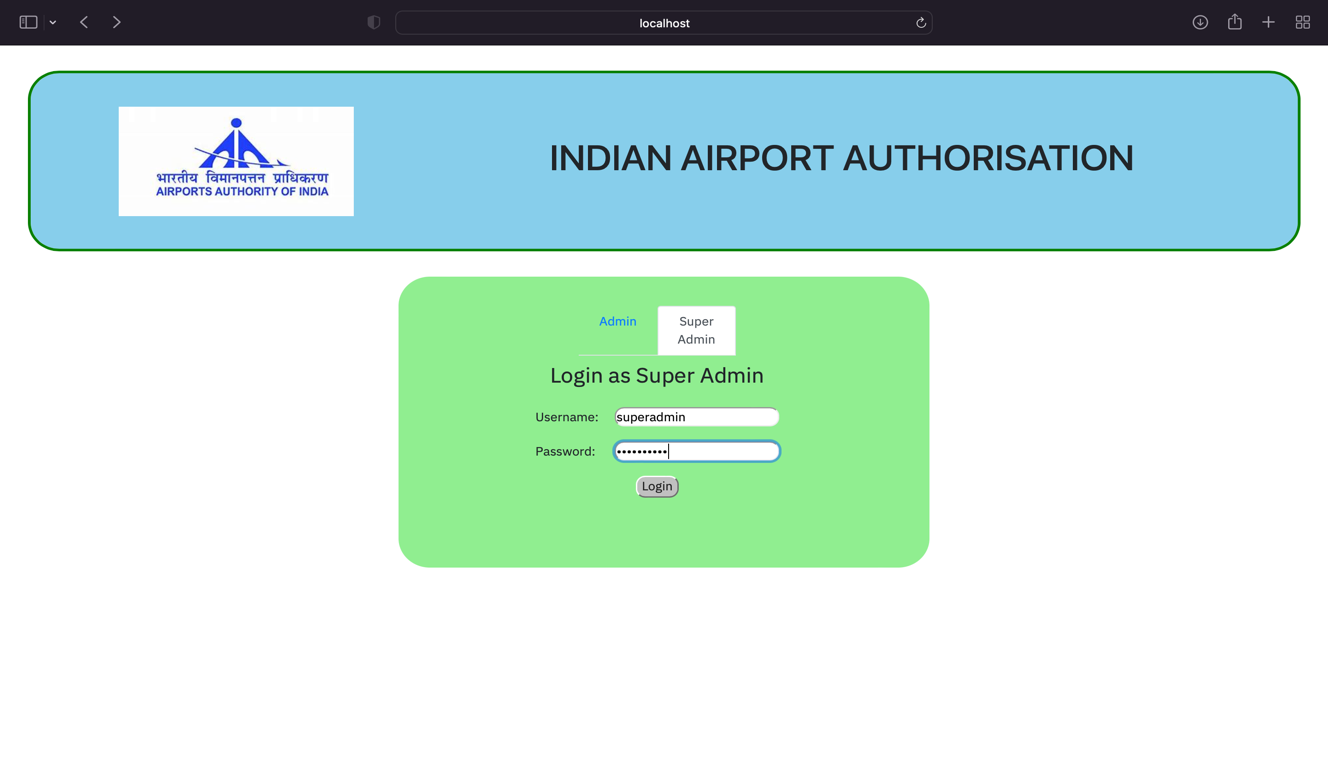 localhost
भारतीय विमानपत्तन प्राधिकरण
AIRPORTS AUTHORITY OF INDIA
INDIAN AIRPORT AUTHORISATION
Admin
Super
Admin
Login as Super Admin
Username: superadmin
Password: ••••••••••
Login